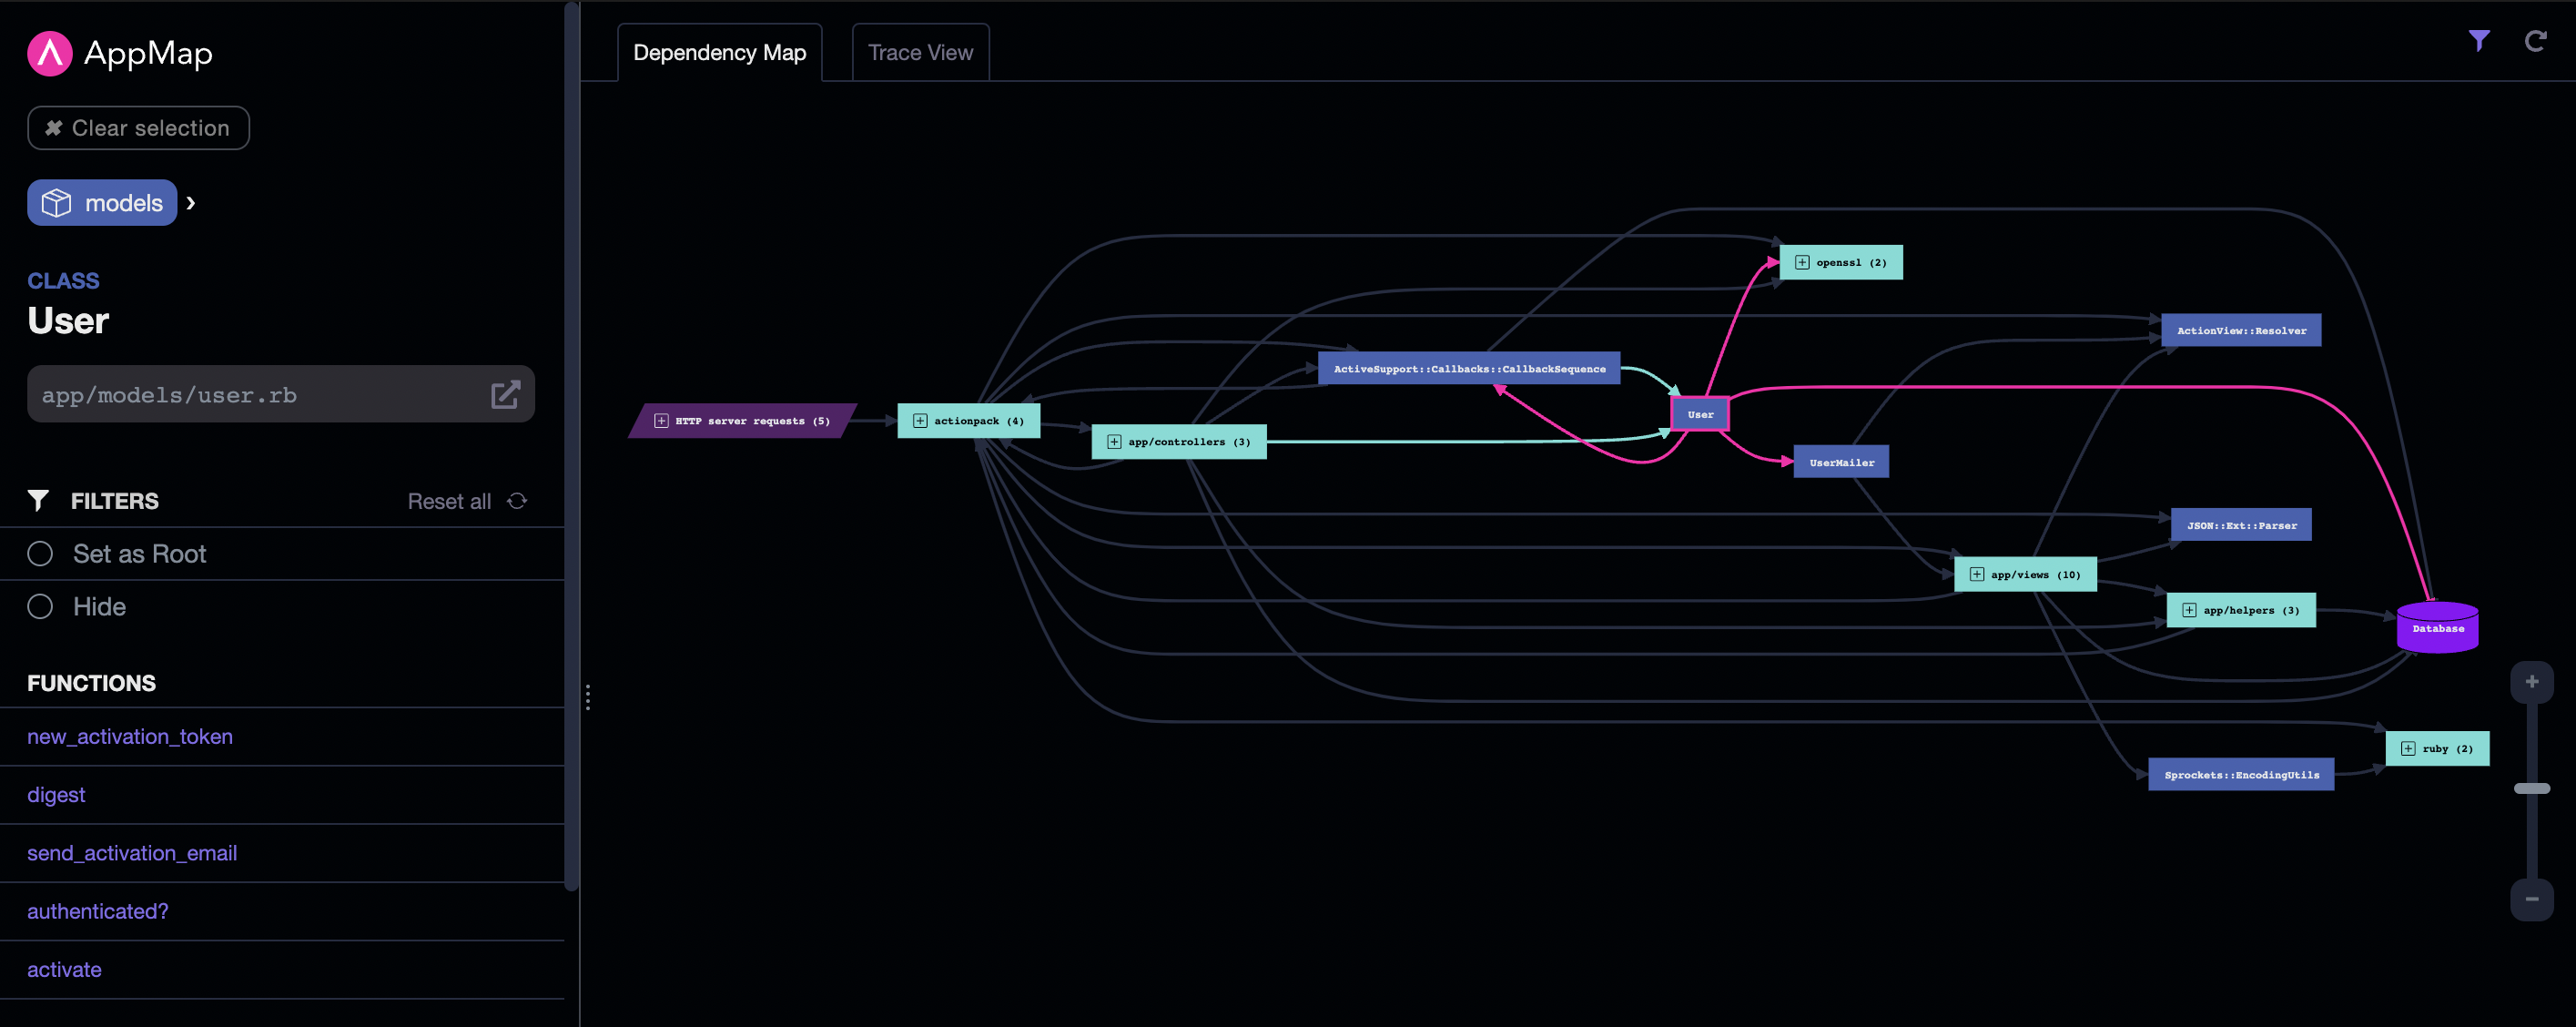 AppMap
✖ Clear selection
models ›
CLASS
User
app/models/user.rb
FILTERS
Reset all
Set as Root
Hide
FUNCTIONS
new_activation_token
digest
send_activation_email
authenticated?
activate
Dependency Map
Trace View
openssl (2)
ActionView::Resolver
ActiveSupport::Callbacks::CallbackSequence
User
HTTP server requests (5)
actionpack (4)
app/controllers (3)
UserMailer
JSON::Ext::Parser
app/views (10)
app/helpers (3)
Database
ruby (2)
Sprockets::EncodingUtils